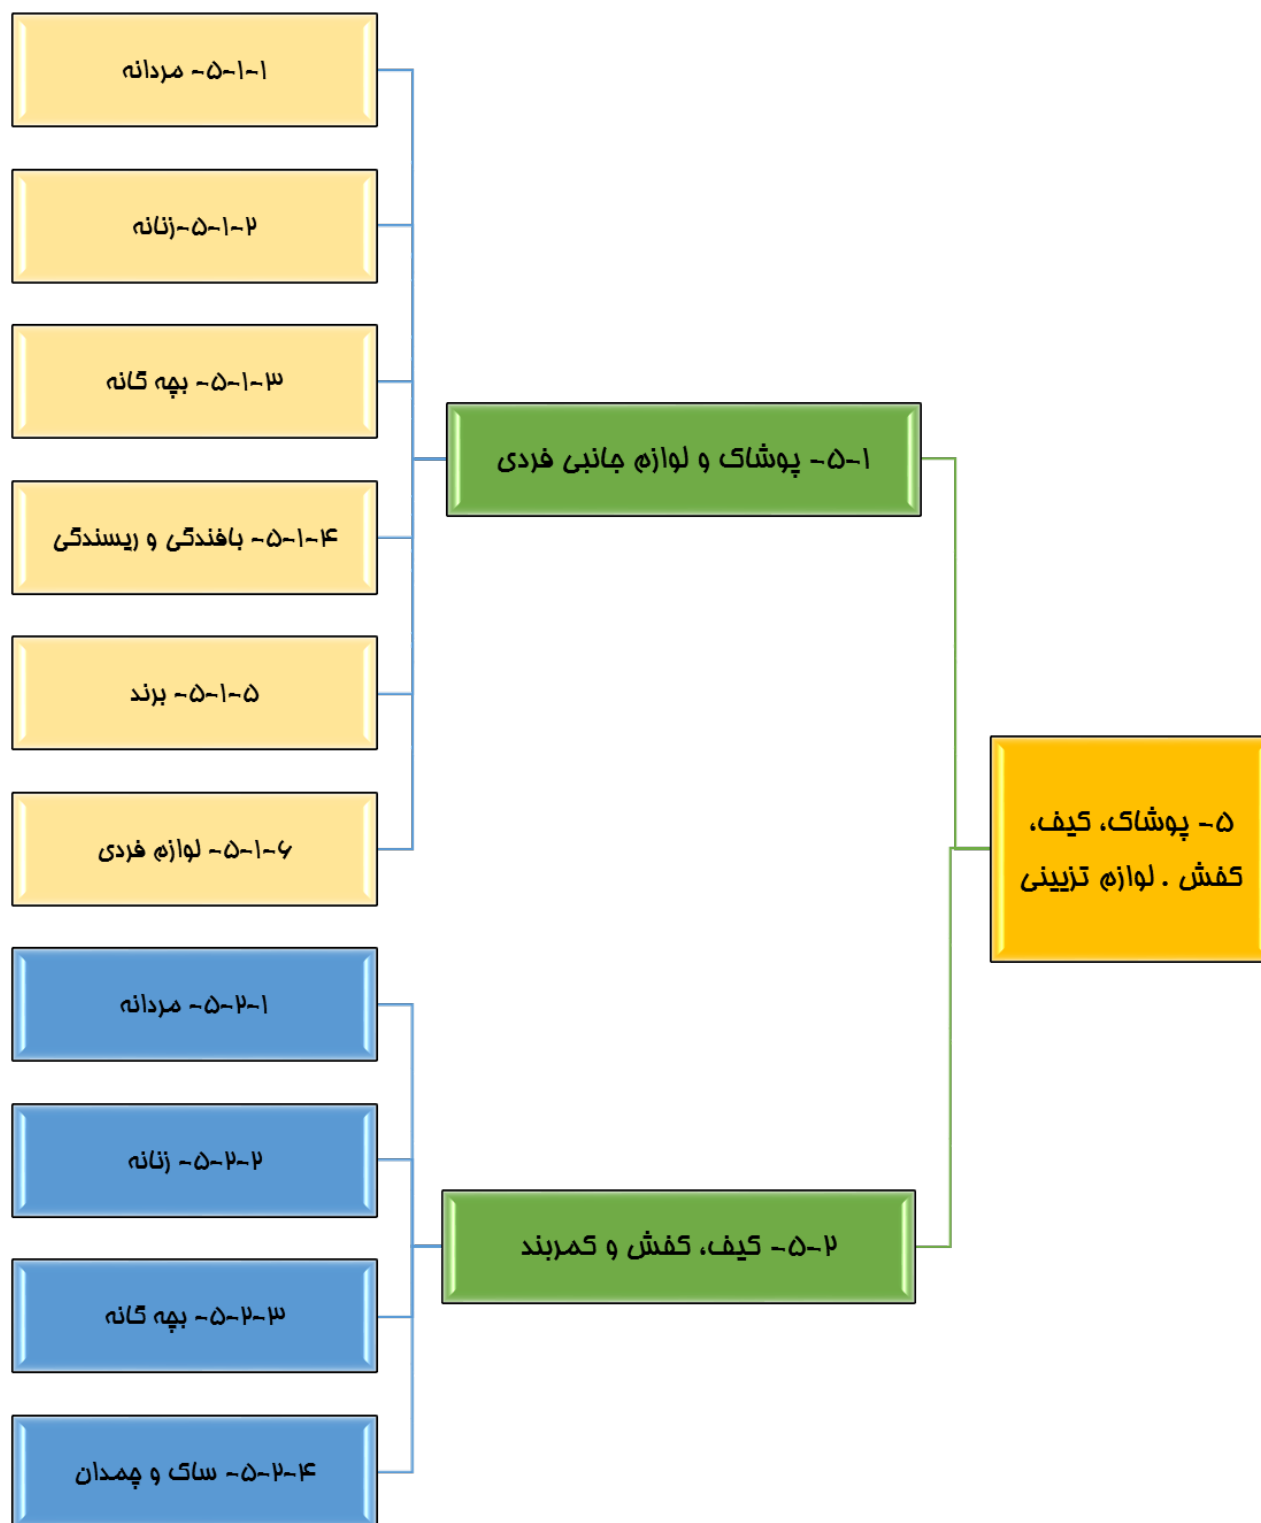 ۵- پوشاک، کیف،
کفش . لوازم تزیینی
۵-۱- پوشاک و لوازم جانبی فردی
۵-۱-۱- مردانه
۵-۱-۲-زنانه
۵-۱-۳- بچه گانه
۵-۱-۴- بافندگی و ریسندگی
۵-۱-۵- برند
۵-۱-۶- لوازم فردی
۵-۲- کیف، کفش و کمربند
۵-۲-۱- مردانه
۵-۲-۲- زنانه
۵-۲-۳- بچه گانه
۵-۲-۴- ساک و چمدان